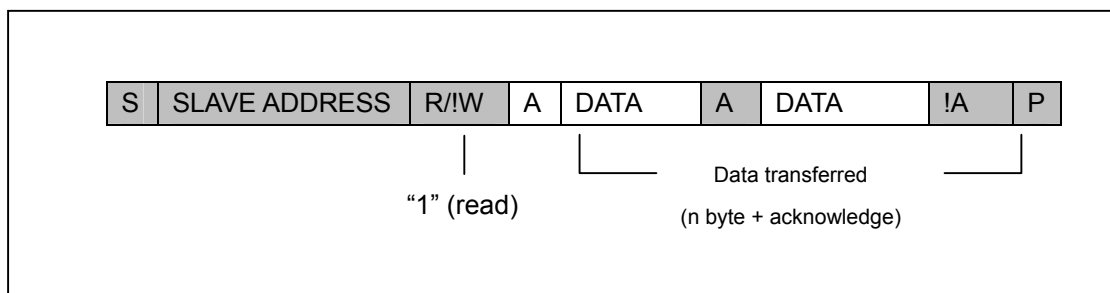 S SLAVE ADDRESS R/!W A DATA A DATA !A P
Data transferred
“1” (read)
(n byte + acknowledge)